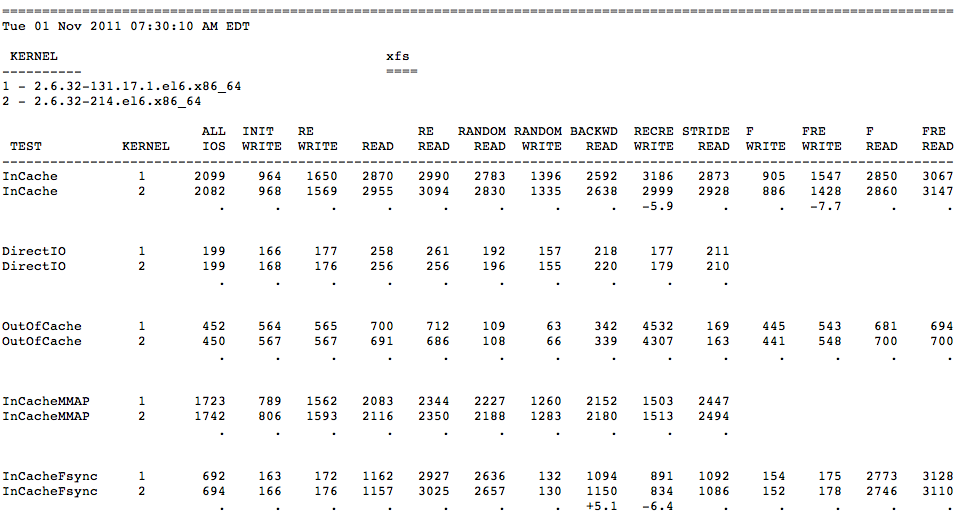 ================================================================================
Tue 01 Nov 2011 07:30:10 AM EDT
KERNEL xfs
---------- ====
1 - 2.6.32-131.17.1.el6.x86_64
2 - 2.6.32-214.el6.x86_64
ALL INIT RE RE RANDOM RANDOM BACKWD RECRE STRIDE F FRE F FRE
TEST KERNEL IOS WRITE WRITE READ READ READ WRITE READ WRITE READ WRITE WRITE READ READ
--------------------------------------------------------------------------------
InCache 1 2099 964 1650 2870 2990 2783 1396 2592 3186 2873 905 1547 2850 3067
InCache 2 2082 968 1569 2955 3094 2830 1335 2638 2999 2928 886 1428 2860 3147
. . . . . . . . -5.9 . . -7.7 . .
DirectIO 1 199 166 177 258 261 192 157 218 177 211
DirectIO 2 199 168 176 256 256 196 155 220 179 210
. . . . . . . . . .
OutOfCache 1 452 564 565 700 712 109 63 342 4532 169 445 543 681 694
OutOfCache 2 450 567 567 691 686 108 66 339 4307 163 441 548 700 700
. . . . . . . . . . . . . .
InCacheMMAP 1 1723 789 1562 2083 2344 2227 1260 2152 1503 2447
InCacheMMAP 2 1742 806 1593 2116 2350 2188 1283 2180 1513 2494
. . . . . . . . . .
InCacheFsync 1 692 163 172 1162 2927 2636 132 1094 891 1092 154 175 2773 3128
InCacheFsync 2 694 166 176 1157 3025 2657 130 1150 834 1086 152 178 2746 3110
. . . . . . . +5.1 -6.4 . . . . .